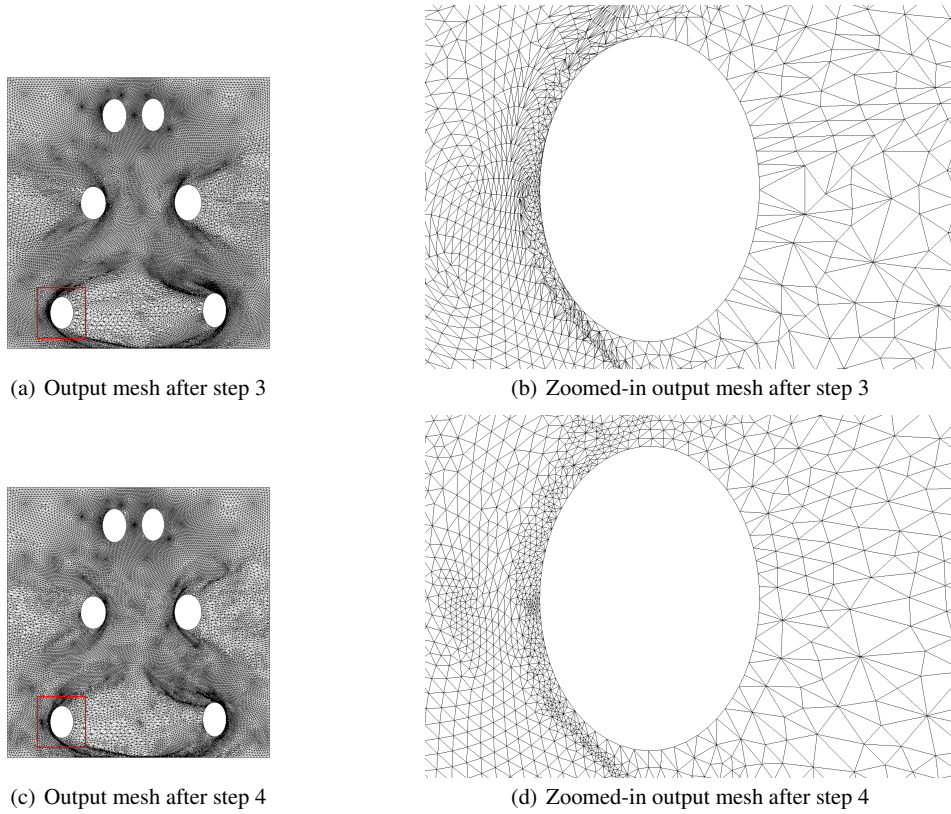 (a) Output mesh after step 3
(b) Zoomed-in output mesh after step 3
(c) Output mesh after step 4
(d) Zoomed-in output mesh after step 4